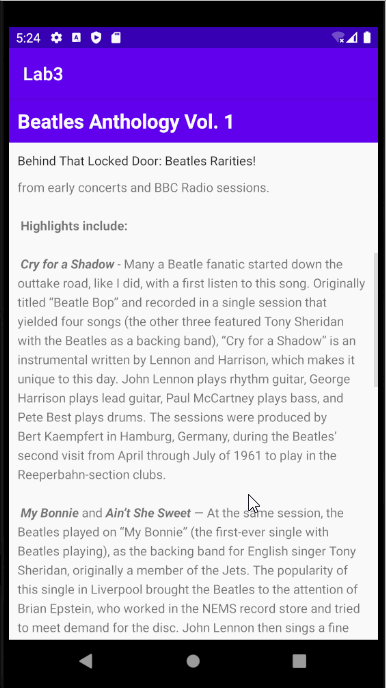 5:24
Lab3
Beatles Anthology Vol. 1
Behind That Locked Door: Beatles Rarities!
from early concerts and BBC Radio sessions.
Highlights include:
Cry for a Shadow - Many a Beatle fanatic started down the
outtake road, like I did, with a first listen to this song. Originally
titled “Beatle Bop” and recorded in a single session that
yielded four songs (the other three featured Tony Sheridan
with the Beatles as a backing band), “Cry for a Shadow” is an
instrumental written by Lennon and Harrison, which makes it
unique to this day. John Lennon plays rhythm guitar, George
Harrison plays lead guitar, Paul McCartney plays bass, and
Pete Best plays drums. The sessions were produced by
Bert Kaempfert in Hamburg, Germany, during the Beatles’
second visit from April through July of 1961 to play in the
Reeperbahn-section clubs.
My Bonnie and Ain’t She Sweet — At the same session, the
Beatles played on “My Bonnie” (the first-ever single with
Beatles playing), as the backing band for English singer Tony
Sheridan, originally a member of the Jets. The popularity of
this single in Liverpool brought the Beatles to the attention of
Brian Epstein, who worked in the NEMS record store and tried
to meet demand for the disc. John Lennon then sings a fine